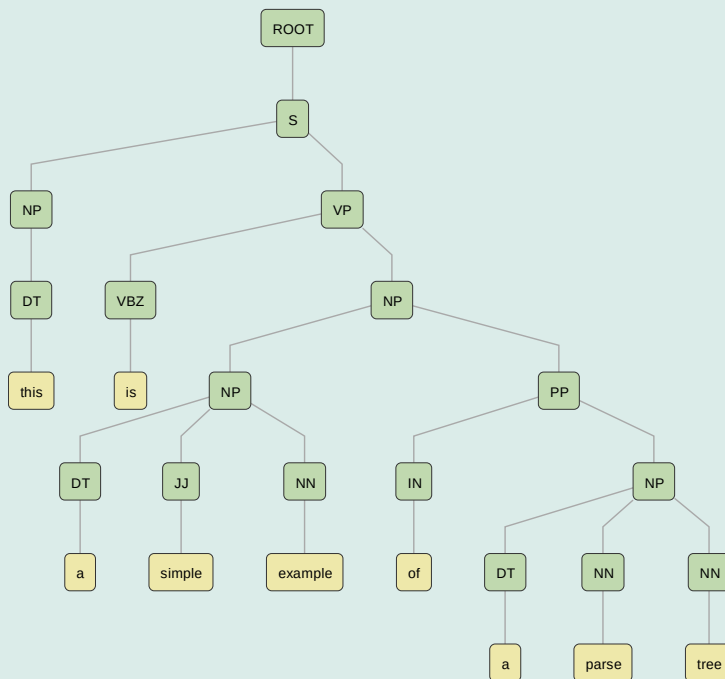 ROOT
S
NP VP
DT VBZ NP
this is NP PP
DT JJ NN IN NP
a simple example of DT NN NN
a parse tree